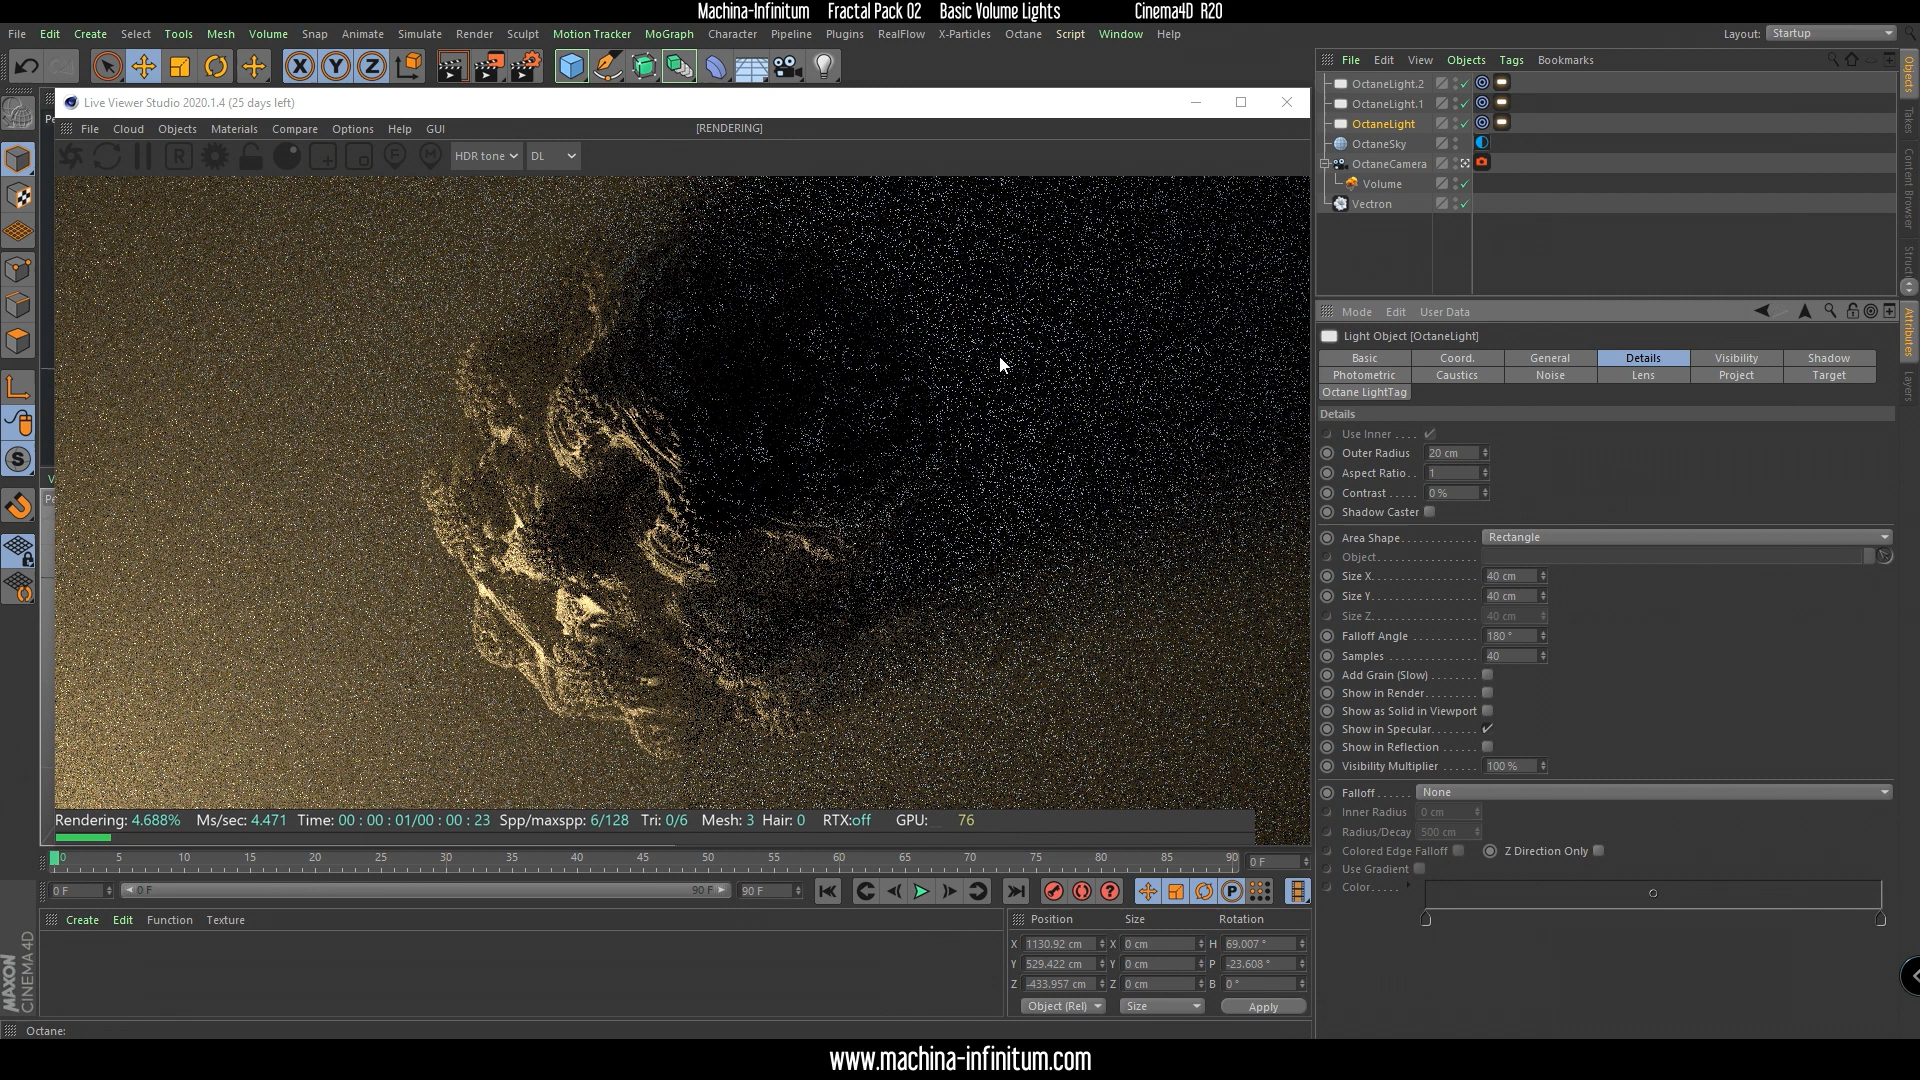 Machina-Infinitum Fractal Pack 02 Basic Volume Lights Cinema4D R20
File Edit Create Select Tools Mesh Volume Snap Animate Simulate Render Sculpt Motion Tracker MoGraph Character Pipeline Plugins RealFlow X-Particles Octane Script Window Help Layout: Startup
File Edit View Objects Tags Bookmarks
Objects
Takes
Content Browser
Structu
OctaneLight.2
OctaneLight.1
OctaneLight
OctaneSky
OctaneCamera
Volume
Vectron
Live Viewer Studio 2020.1.4 (25 days left)
File Cloud Objects Materials Compare Options Help GUI [RENDERING]
R F M HDR tone DL
Pe
V
Pe
Rendering: 4.688% Ms/sec: 4.471 Time: 00 : 00 : 01/00 : 00 : 23 Spp/maxspp: 6/128 Tri: 0/6 Mesh: 3 Hair: 0 RTX:off GPU: 76
0 5 10 15 20 25 30 35 40 45 50 55 60 65 70 75 80 85 90 0 F
0 F 0 F 90 F 90 F
Create Edit Function Texture
Position Size Rotation
X 1130.92 cm X 0 cm H 69.007 °
Y 529.422 cm Y 0 cm P -23.608 °
Z -433.957 cm Z 0 cm B 0 °
Object (Rel) Size Apply
MAXON
CINEMA 4D
Octane:
Mode Edit User Data
Attributes
Layers
Light Object [OctaneLight]
Basic Coord. General Details Visibility Shadow
Photometric Caustics Noise Lens Project Target
Octane LightTag
Details
Use Inner . . . .
Outer Radius 20 cm
Aspect Ratio. . 1
Contrast . . . . . 0 %
Shadow Caster
Area Shape. . . . . . . . . . . . Rectangle
Object. . . . . . . . . . . . . . . . .
Size X. . . . . . . . . . . . . . . . . 40 cm
Size Y. . . . . . . . . . . . . . . . . 40 cm
Size Z. . . . . . . . . . . . . . . . . 40 cm
Falloff Angle . . . . . . . . . . . 180 °
Samples . . . . . . . . . . . . . . . 40
Add Grain (Slow) . . . . . . . .
Show in Render. . . . . . . . .
Show as Solid in Viewport
Show in Specular. . . . . . . .
Show in Reflection . . . . . .
Visibility Multiplier . . . . . . 100 %
Falloff . . . . . . None
Inner Radius 0 cm
Radius/Decay 500 cm
Colored Edge Falloff Z Direction Only
Use Gradient
Color. . . . .
www.machina-infinitum.com